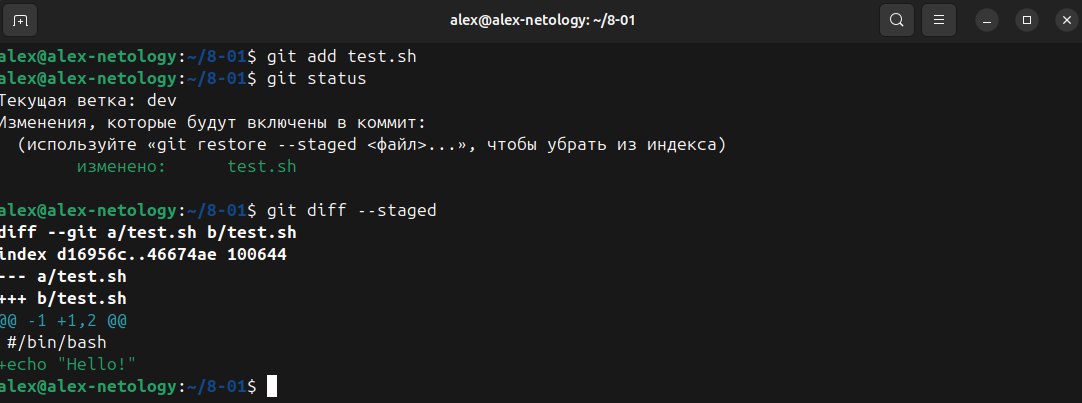 alex@alex-netology: ~/8-01
alex@alex-netology:~/8-01$ git add test.sh
alex@alex-netology:~/8-01$ git status
Текущая ветка: dev
Изменения, которые будут включены в коммит:
  (используйте «git restore --staged <файл>...», чтобы убрать из индекса)
        изменено:      test.sh
alex@alex-netology:~/8-01$ git diff --staged
diff --git a/test.sh b/test.sh
index d16956c..46674ae 100644
--- a/test.sh
+++ b/test.sh
@@ -1 +1,2 @@
 #/bin/bash
+echo "Hello!"
alex@alex-netology:~/8-01$